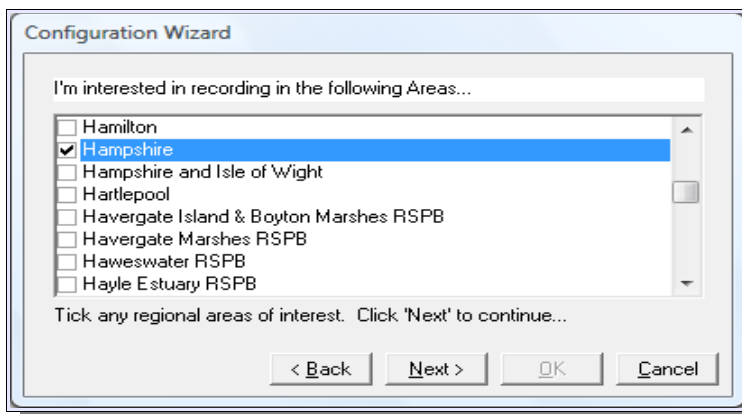 Configuration Wizard
I'm interested in recording in the following Areas...
Hamilton
Hampshire
Hampshire and Isle of Wight
Hartlepool
Havergate Island & Boyton Marshes RSPB
Havergate Marshes RSPB
Haweswater RSPB
Hayle Estuary RSPB
Tick any regional areas of interest.  Click 'Next' to continue...
< Back Next > OK Cancel